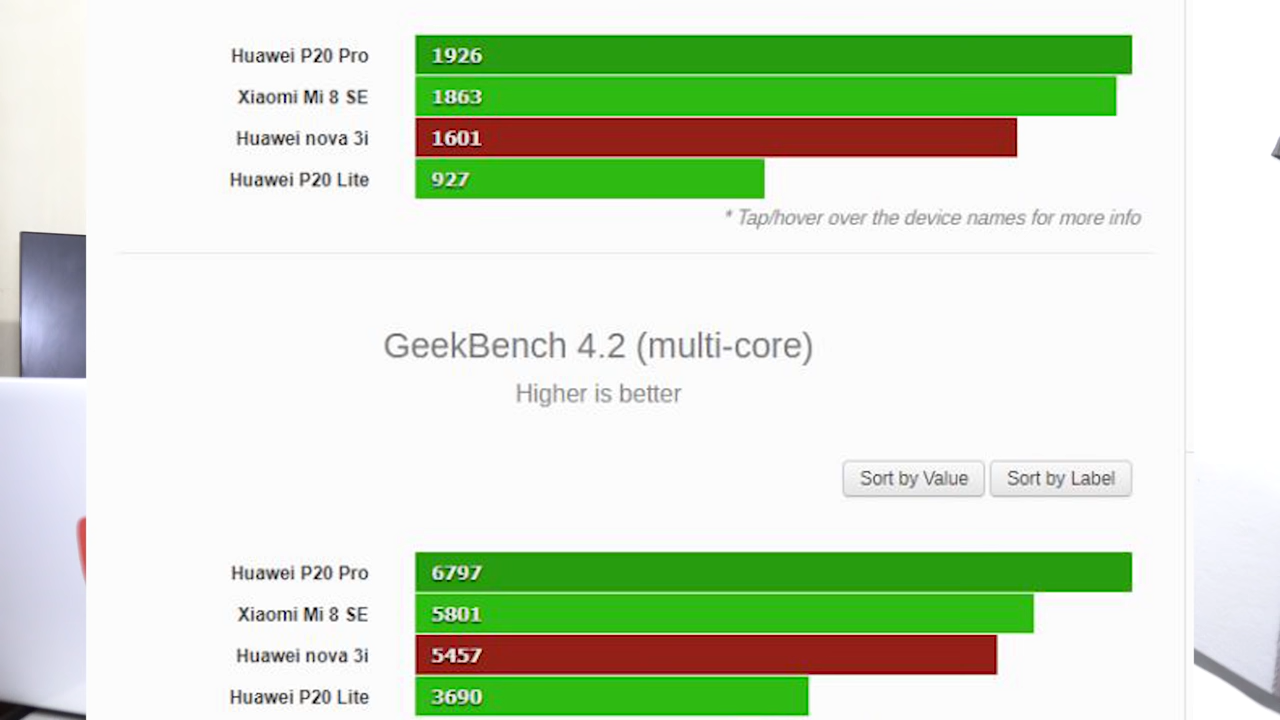 Huawei P20 Pro 1926
Xiaomi Mi 8 SE 1863
Huawei nova 3i 1601
Huawei P20 Lite 927
* Tap/hover over the device names for more info
GeekBench 4.2 (multi-core)
Higher is better
Sort by Value Sort by Label
Huawei P20 Pro 6797
Xiaomi Mi 8 SE 5801
Huawei nova 3i 5457
Huawei P20 Lite 3690